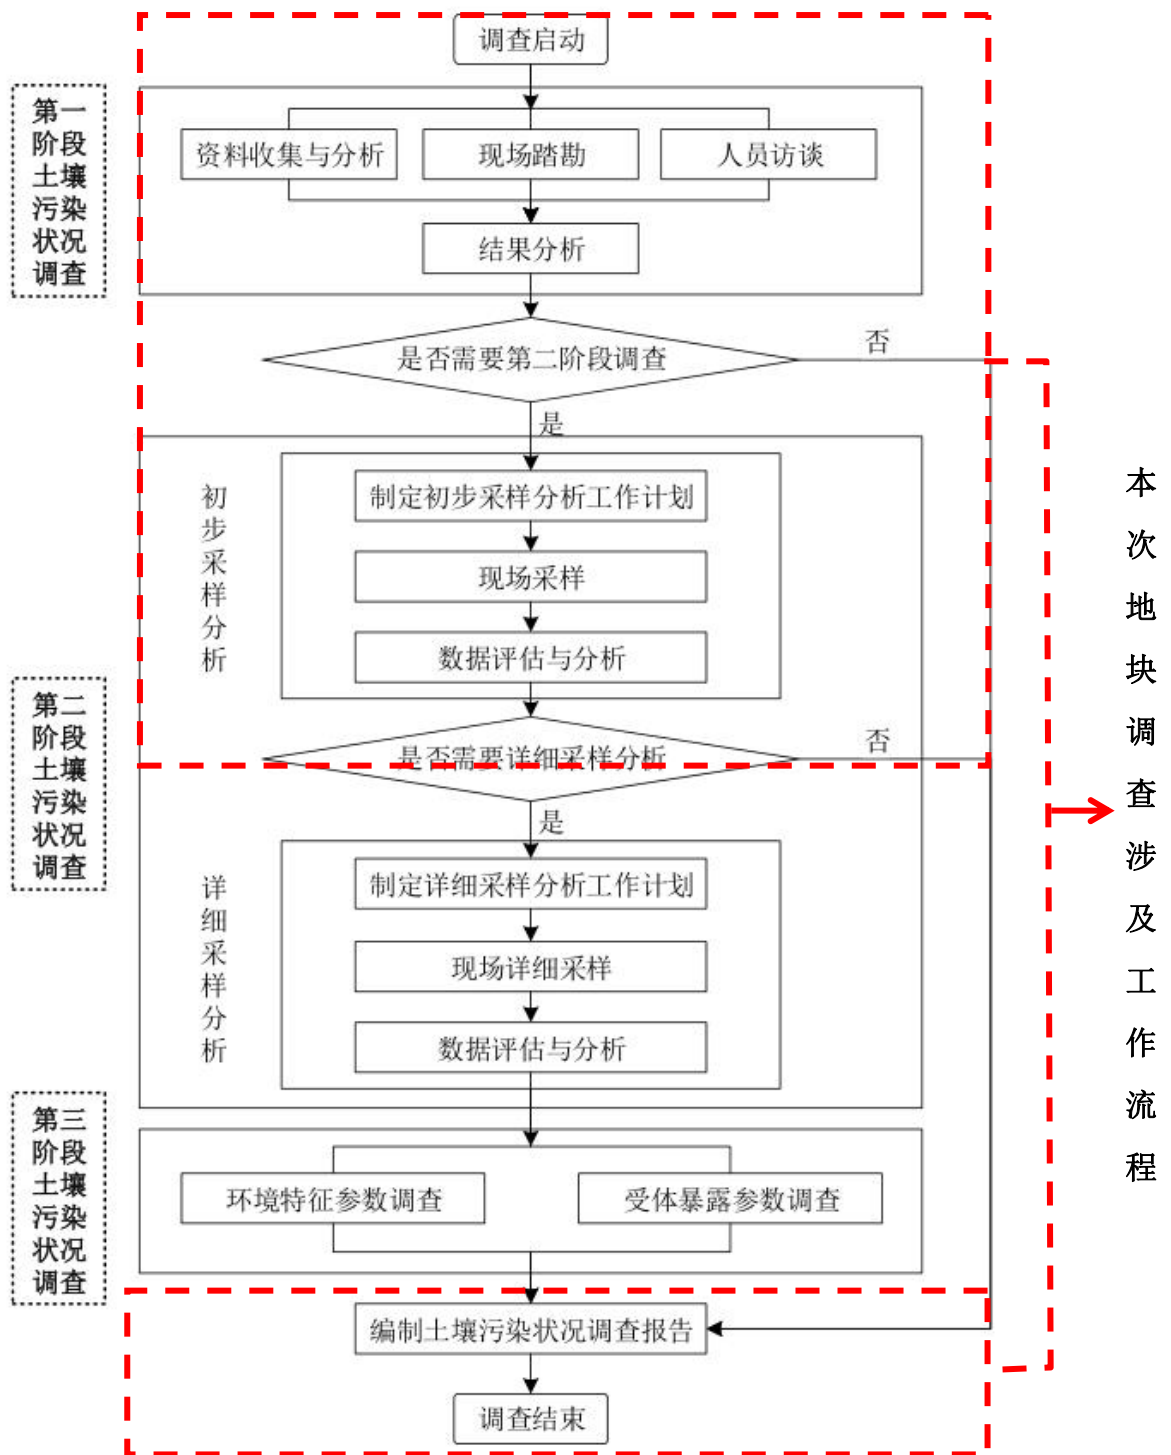 调查启动
第一
阶段
土壤
污染
状况
调查
资料收集与分析
现场踏勘
人员访谈
结果分析
是否需要第二阶段调查
否
是
初
步
采
样
分
析
制定初步采样分析工作计划
现场采样
数据评估与分析
第二
阶段
土壤
污染
状况
调查
是否需要详细采样分析
否
是
详
细
采
样
分
析
制定详细采样分析工作计划
现场详细采样
数据评估与分析
第三
阶段
土壤
污染
状况
调查
环境特征参数调查
受体暴露参数调查
编制土壤污染状况调查报告
调查结束
本
次
地
块
调
查
涉
及
工
作
流
程